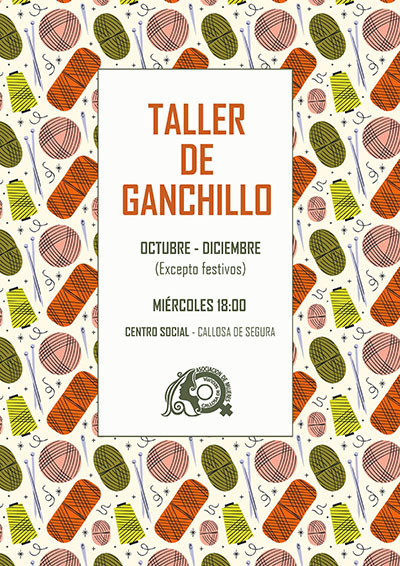 TALLER
DE
GANCHILLO
OCTUBRE - DICIEMBRE
(Excepto festivos)
MIÉRCOLES 18:00
CENTRO SOCIAL - CALLOSA DE SEGURA
ASOCIACIÓN DE MUJERES